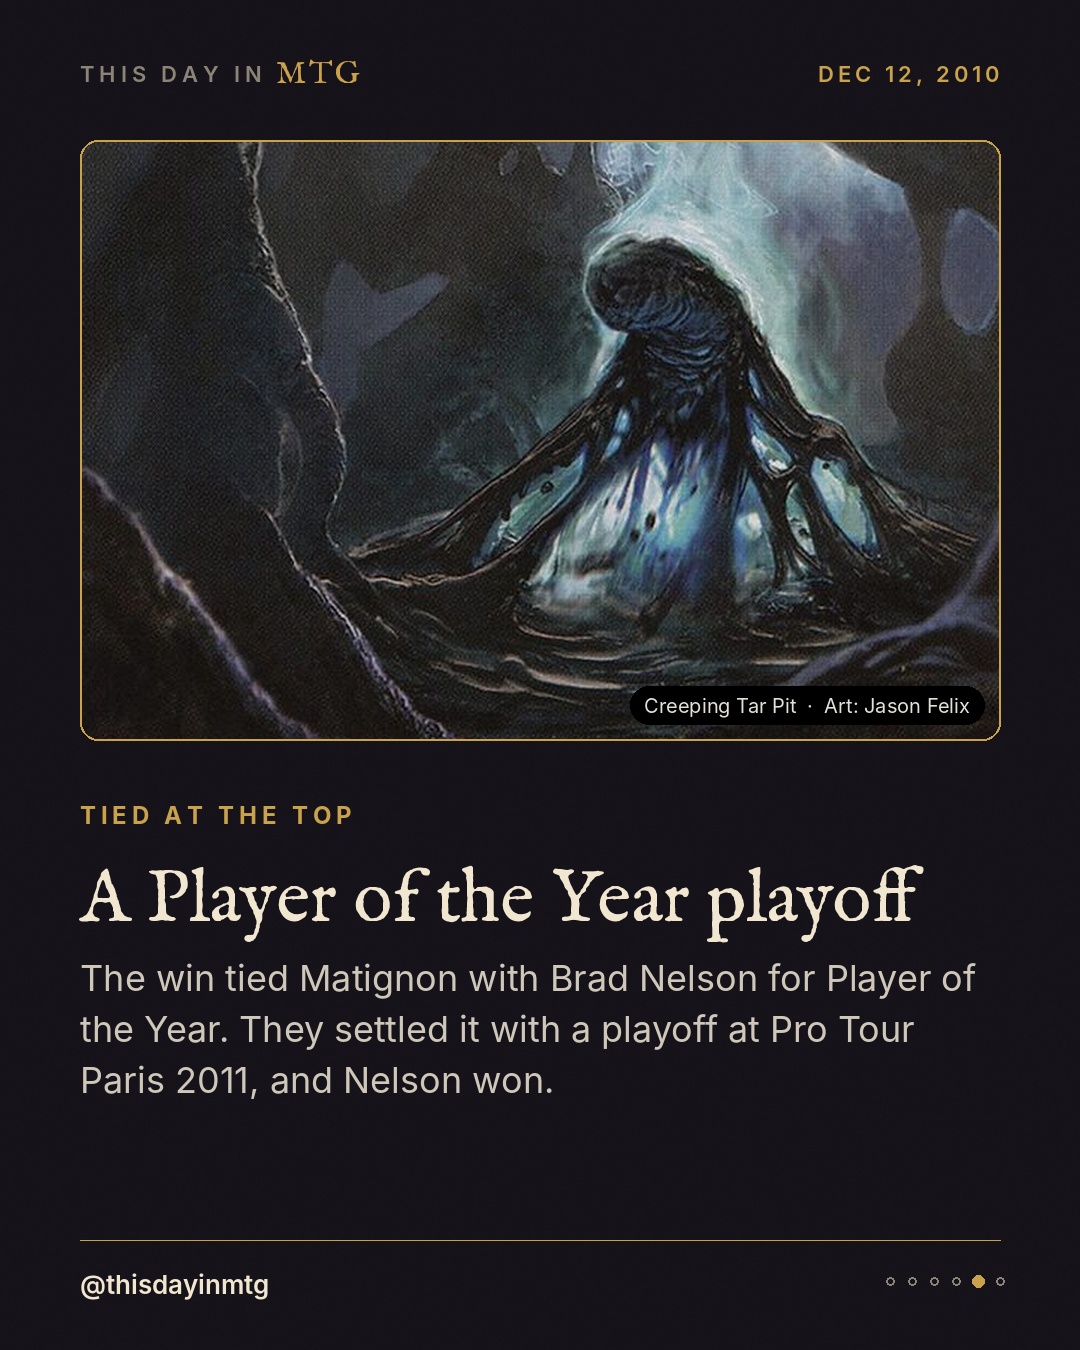 THIS DAY IN MTG
DEC 12, 2010
Creeping Tar Pit · Art: Jason Felix
TIED AT THE TOP
A Player of the Year playoff
The win tied Matignon with Brad Nelson for Player of
the Year. They settled it with a playoff at Pro Tour
Paris 2011, and Nelson won.
@thisdayinmtg